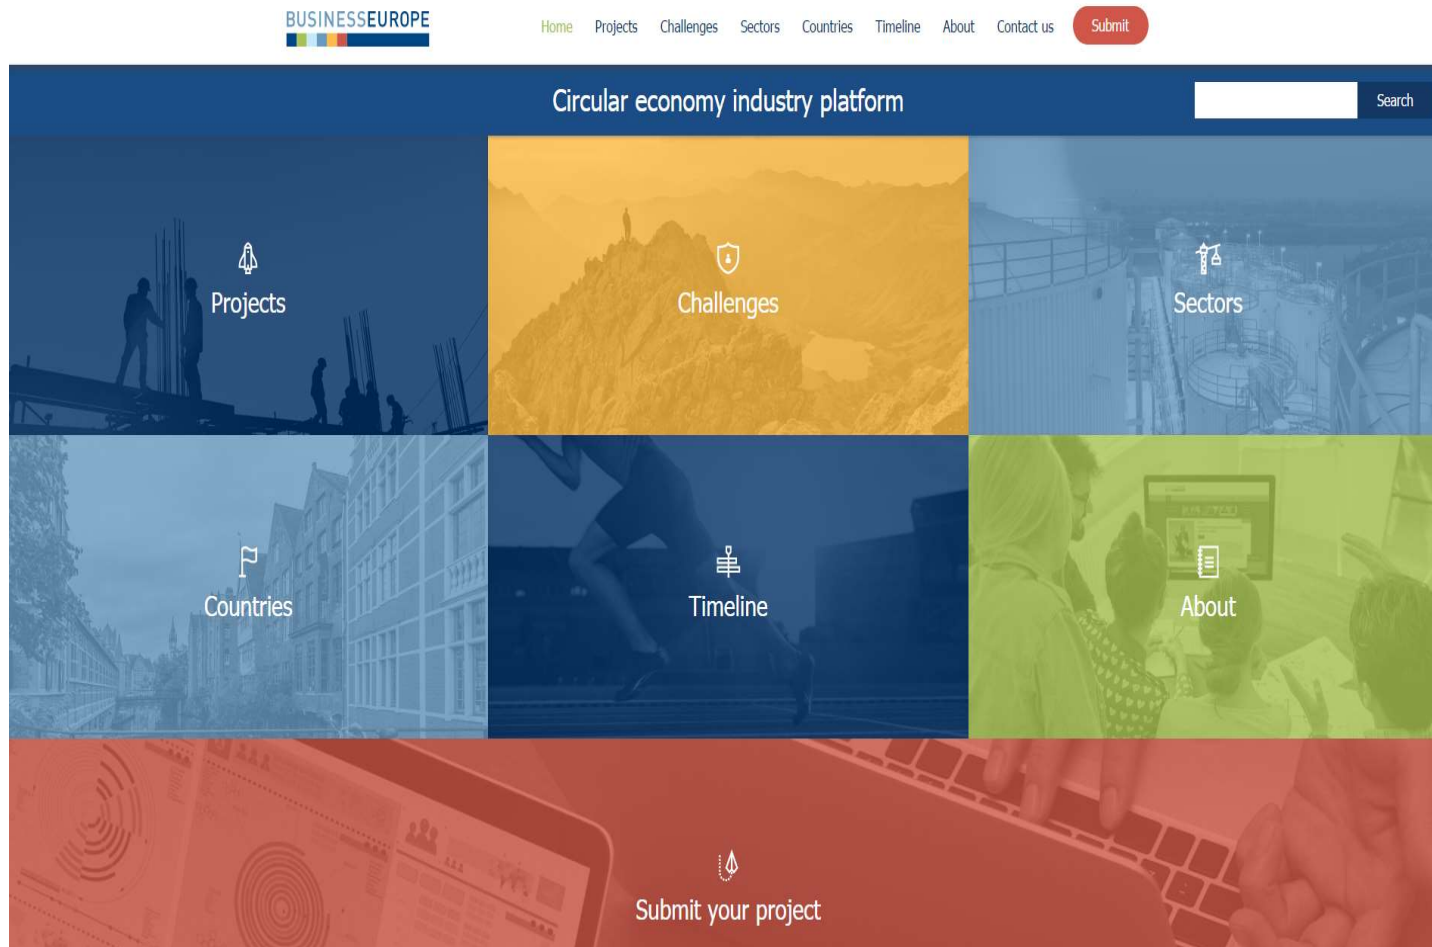 BUSINESSEUROPE
Home Projects Challenges Sectors Countries Timeline About Contact us Submit
Circular economy industry platform
Search
Projects
Challenges
Sectors
Countries
Timeline
About
Submit your project